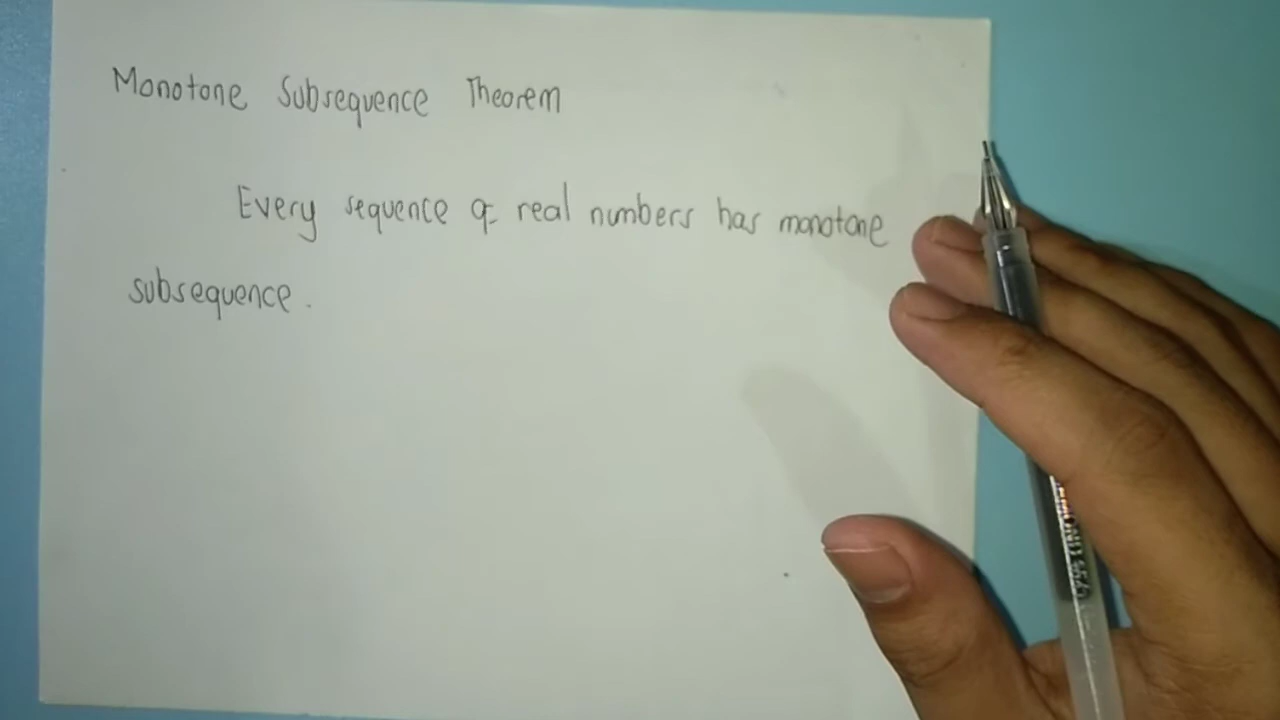 Monotone Subsequence Theorem
Every sequence of real numbers has monotone
subsequence.